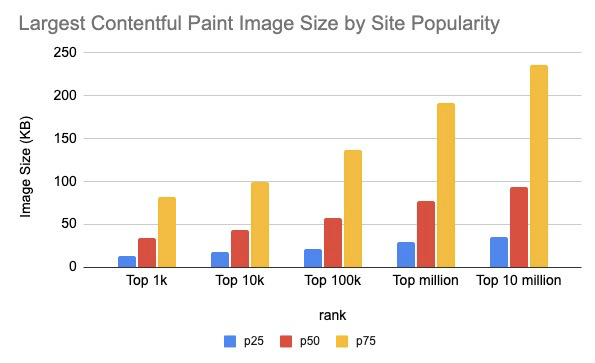 Largest Contentful Paint Image Size by Site Popularity
250
200
150
100
50
0
Image Size (KB)
Top 1k Top 10k Top 100k Top million Top 10 million
rank
p25 p50 p75